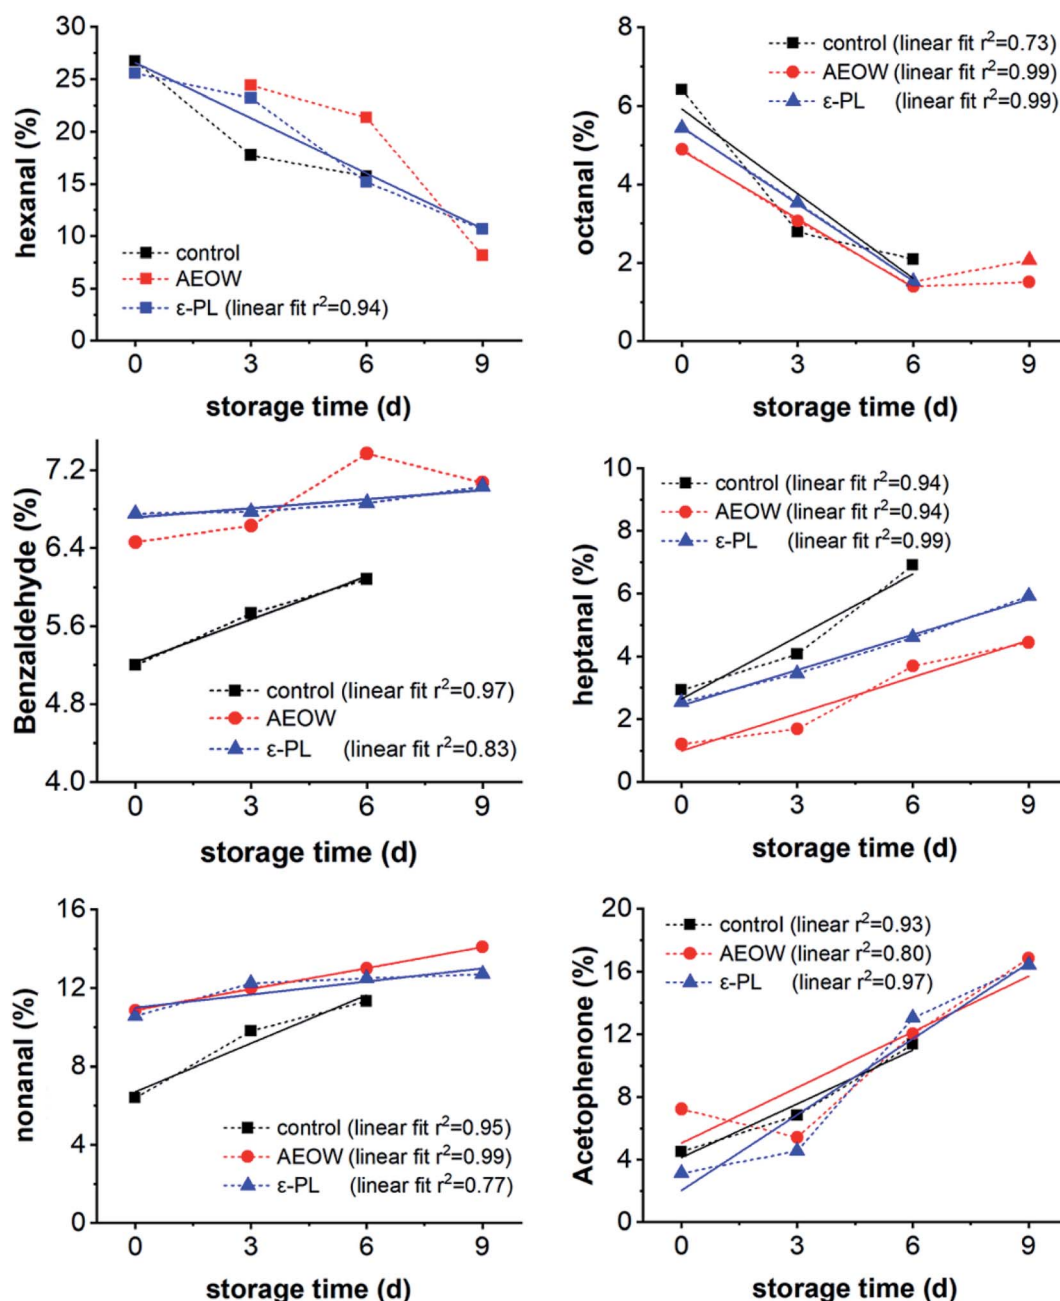 hexanal (%)
30
25
20
15
10
5
0
control
AEOW
ε-PL (linear fit r²=0.94)
0 3 6 9
storage time (d)
octanal (%)
8
6
4
2
0
control (linear fit r²=0.73)
AEOW (linear fit r²=0.99)
ε-PL (linear fit r²=0.99)
0 3 6 9
storage time (d)
Benzaldehyde (%)
7.2
6.4
5.6
4.8
4.0
control (linear fit r²=0.97)
AEOW
ε-PL (linear fit r²=0.83)
0 3 6 9
storage time (d)
heptanal (%)
10
8
6
4
2
0
control (linear fit r²=0.94)
AEOW (linear fit r²=0.94)
ε-PL (linear fit r²=0.99)
0 3 6 9
storage time (d)
nonanal (%)
16
12
8
4
0
control (linear fit r²=0.95)
AEOW (linear fit r²=0.99)
ε-PL (linear fit r²=0.77)
0 3 6 9
storage time (d)
Acetophenone (%)
20
16
12
8
4
0
control (linear r²=0.93)
AEOW (linear r²=0.80)
ε-PL (linear r²=0.97)
0 3 6 9
storage time (d)